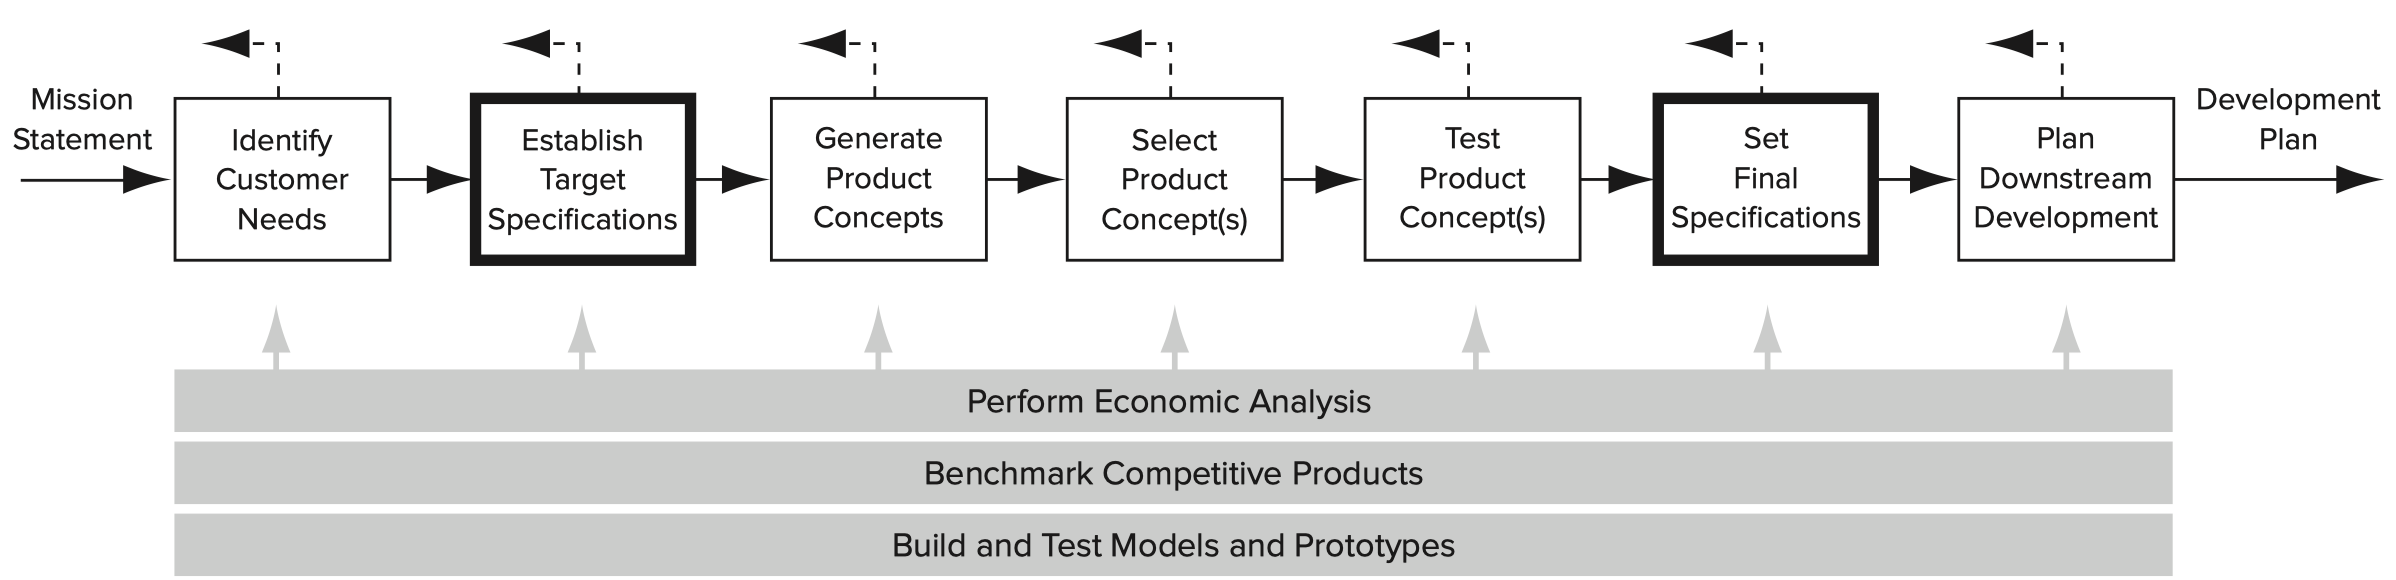 Mission
Statement
Identify
Customer
Needs
Establish
Target
Specifications
Generate
Product
Concepts
Select
Product
Concept(s)
Test
Product
Concept(s)
Set
Final
Specifications
Plan
Downstream
Development
Development
Plan
Perform Economic Analysis
Benchmark Competitive Products
Build and Test Models and Prototypes